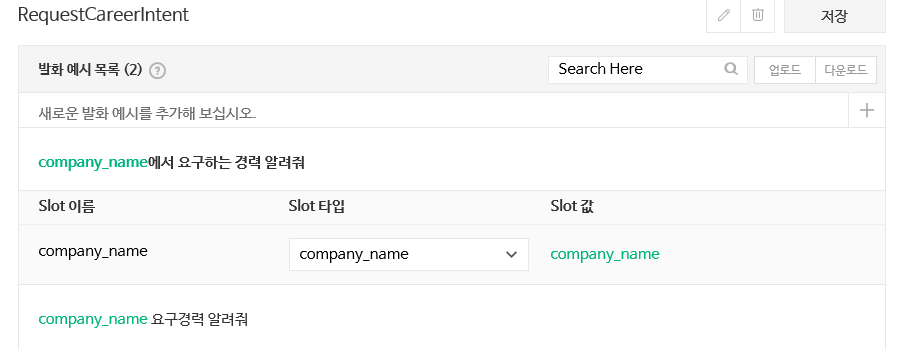 RequestCareerIntent
저장
발화 예시 목록 (2) ?
Search Here
업로드
다운로드
새로운 발화 예시를 추가해 보십시오.
company_name에서 요구하는 경력 알려줘
Slot 이름
Slot 타입
Slot 값
company_name
company_name
company_name
company_name 요구경력 알려줘